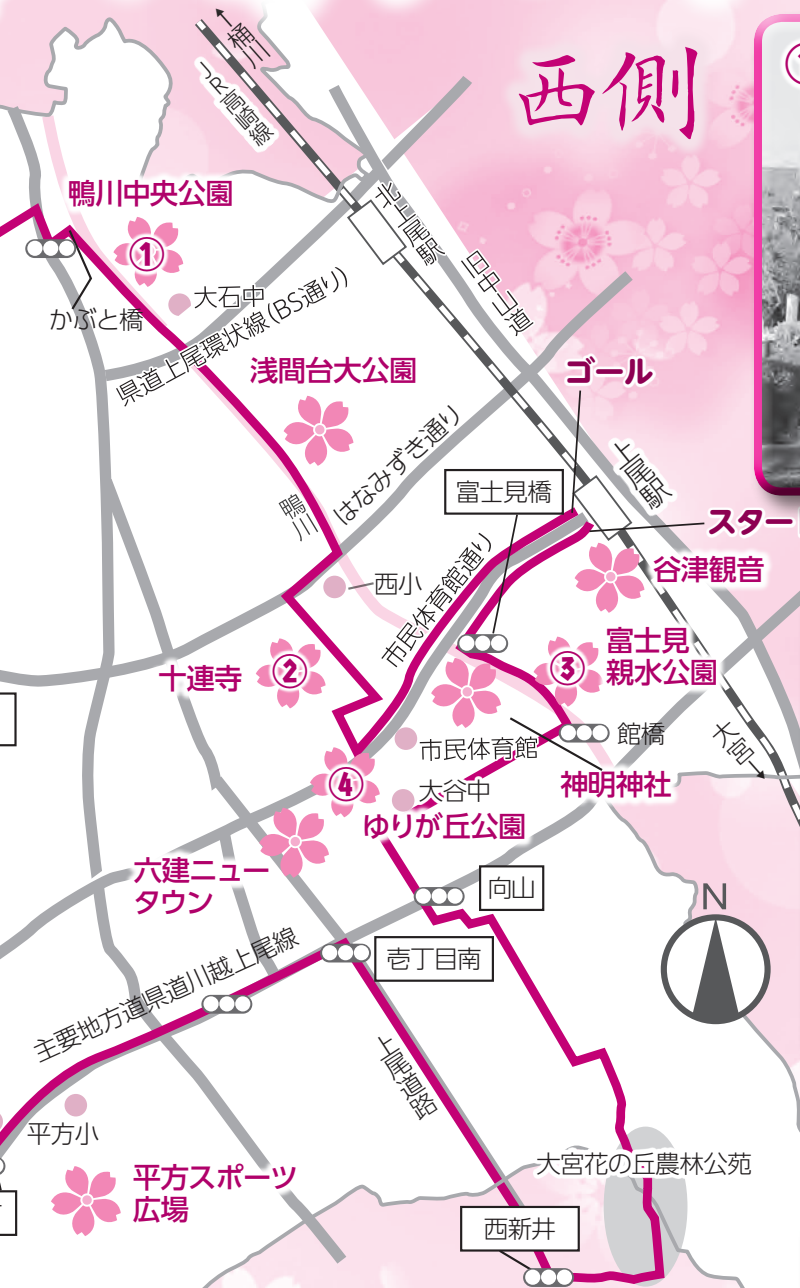 西側
桶川
JR高崎線
鴨川中央公園
①
北上尾駅
大石中
かぶと橋
旧中山道
県道上尾環状線(BS通り)
浅間台大公園
ゴール
はなみずき通り
鴨川
上尾駅
富士見橋
スター
谷津観音
市民体育館通り
西小
富士見
親水公園
③
十連寺
②
館橋
大宮
市民体育館
神明神社
④
大谷中
ゆりが丘公園
六建ニュー
タウン
向山
N
壱丁目南
主要地方道県道川越上尾線
上尾道路
平方小
大宮花の丘農林公苑
平方スポーツ
広場
西新井